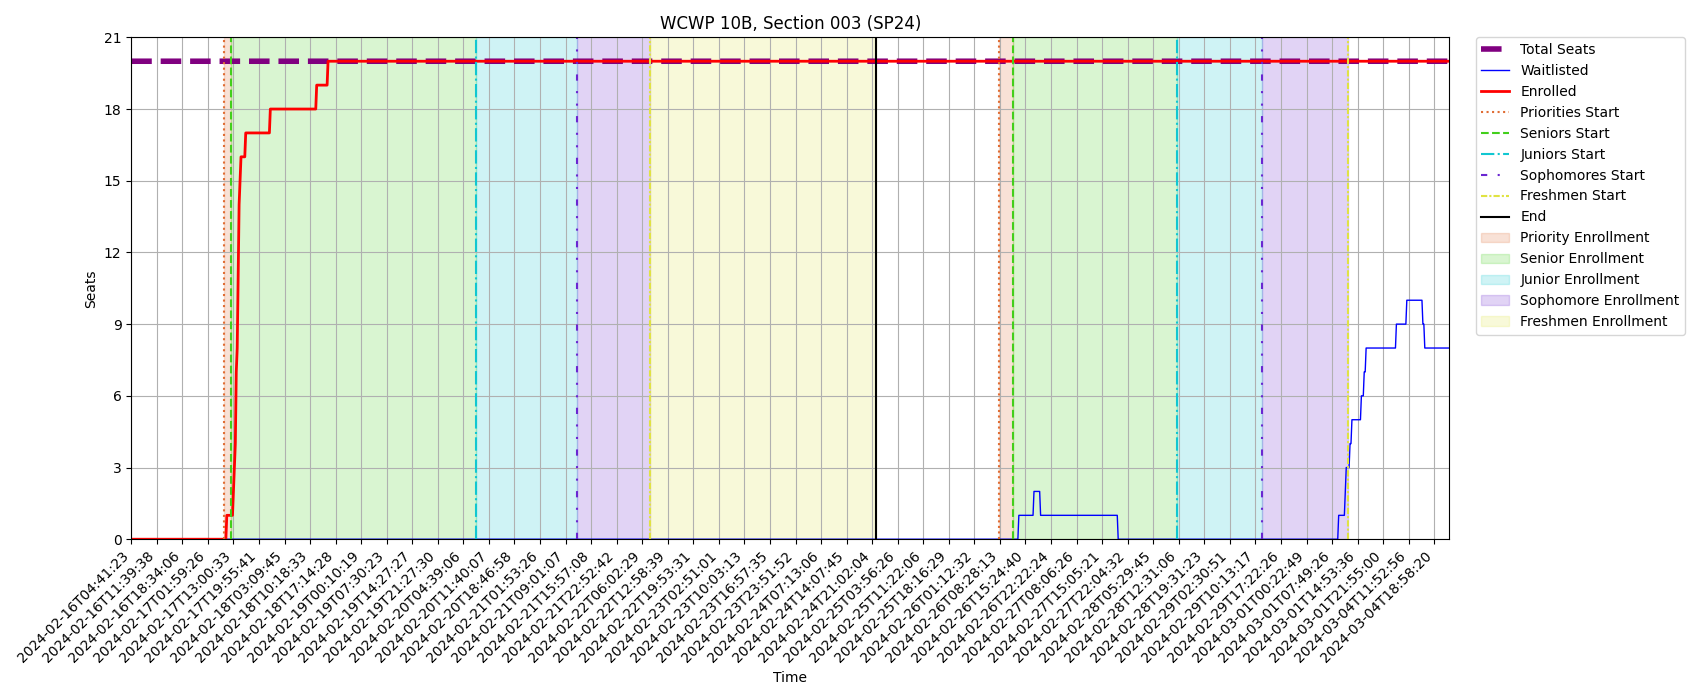 WCWP 10B, Section 003 (SP24)
21
18
15
12
9
6
3
0
Seats
2024-02-16T04:41:23
2024-02-16T11:39:38
2024-02-16T18:34:06
2024-02-17T01:59:26
2024-02-17T13:00:33
2024-02-17T19:55:41
2024-02-18T03:09:45
2024-02-18T10:18:33
2024-02-18T17:14:28
2024-02-19T00:10:19
2024-02-19T07:30:23
2024-02-19T14:27:27
2024-02-19T21:27:30
2024-02-20T04:39:06
2024-02-20T11:40:07
2024-02-20T18:46:58
2024-02-21T01:53:26
2024-02-21T09:01:07
2024-02-21T15:57:08
2024-02-21T22:52:42
2024-02-22T06:02:29
2024-02-22T12:58:39
2024-02-22T19:53:31
2024-02-23T02:51:01
2024-02-23T10:03:13
2024-02-23T16:57:35
2024-02-23T23:51:52
2024-02-24T07:13:06
2024-02-24T14:07:45
2024-02-24T21:02:04
2024-02-25T03:56:26
2024-02-25T11:22:06
2024-02-25T18:16:29
2024-02-26T01:12:32
2024-02-26T08:28:13
2024-02-26T15:24:40
2024-02-26T22:22:24
2024-02-27T08:06:26
2024-02-27T15:05:21
2024-02-27T22:04:32
2024-02-28T05:29:45
2024-02-28T12:31:06
2024-02-28T19:31:23
2024-02-29T02:30:51
2024-02-29T10:13:17
2024-02-29T17:22:26
2024-03-01T00:22:49
2024-03-01T07:49:26
2024-03-01T14:53:36
2024-03-01T21:55:00
2024-03-04T11:52:56
2024-03-04T18:58:20
Time
Total Seats
Waitlisted
Enrolled
Priorities Start
Seniors Start
Juniors Start
Sophomores Start
Freshmen Start
End
Priority Enrollment
Senior Enrollment
Junior Enrollment
Sophomore Enrollment
Freshmen Enrollment